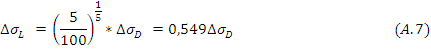 Δσ_L = (5/100)^(1/5) * Δσ_D = 0,549Δσ_D (A.7)